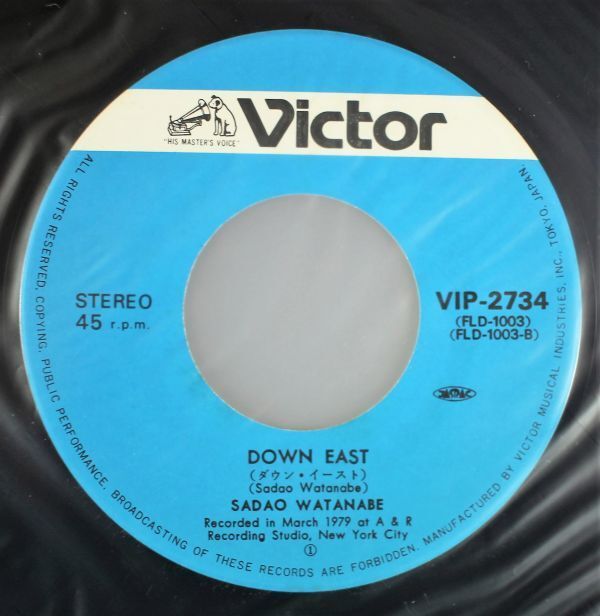 Victor
"HIS MASTER'S VOICE"
STEREO
45 r.p.m.
VIP-2734
(FLD-1003)
(FLD-1003-B)
JASRAC
DOWN EAST
(ダウン・イースト)
(Sadao Watanabe)
SADAO WATANABE
Recorded in March 1979 at A & R
Recording Studio, New York City
①
ALL RIGHTS RESERVED. COPYING. PUBLIC PERFORMANCE. BROADCASTING OF THESE RECORDS ARE FORBIDDEN. MANUFACTURED BY VICTOR MUSICAL INDUSTRIES, INC., TOKYO, JAPAN.